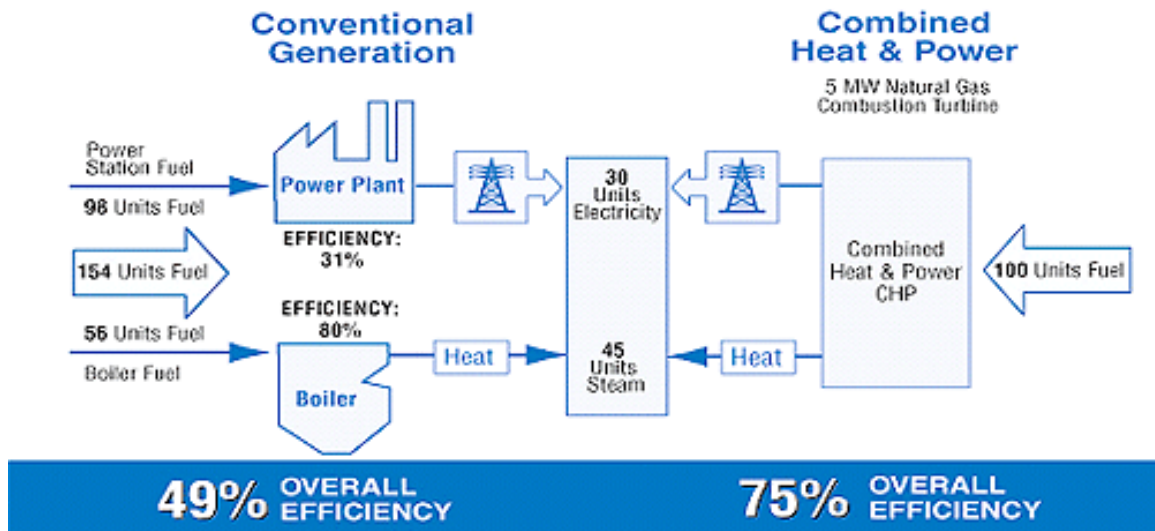 Conventional
Generation
Combined
Heat & Power
5 MW Natural Gas
Combustion Turbine
Power
Station Fuel
98 Units Fuel
Power Plant
EFFICIENCY:
31%
154 Units Fuel
EFFICIENCY:
80%
56 Units Fuel
Boiler Fuel
Boiler
Heat
30
Units
Electricity
45
Units
Steam
Heat
Combined
Heat & Power
CHP
100 Units Fuel
49% OVERALL
EFFICIENCY
75% OVERALL
EFFICIENCY